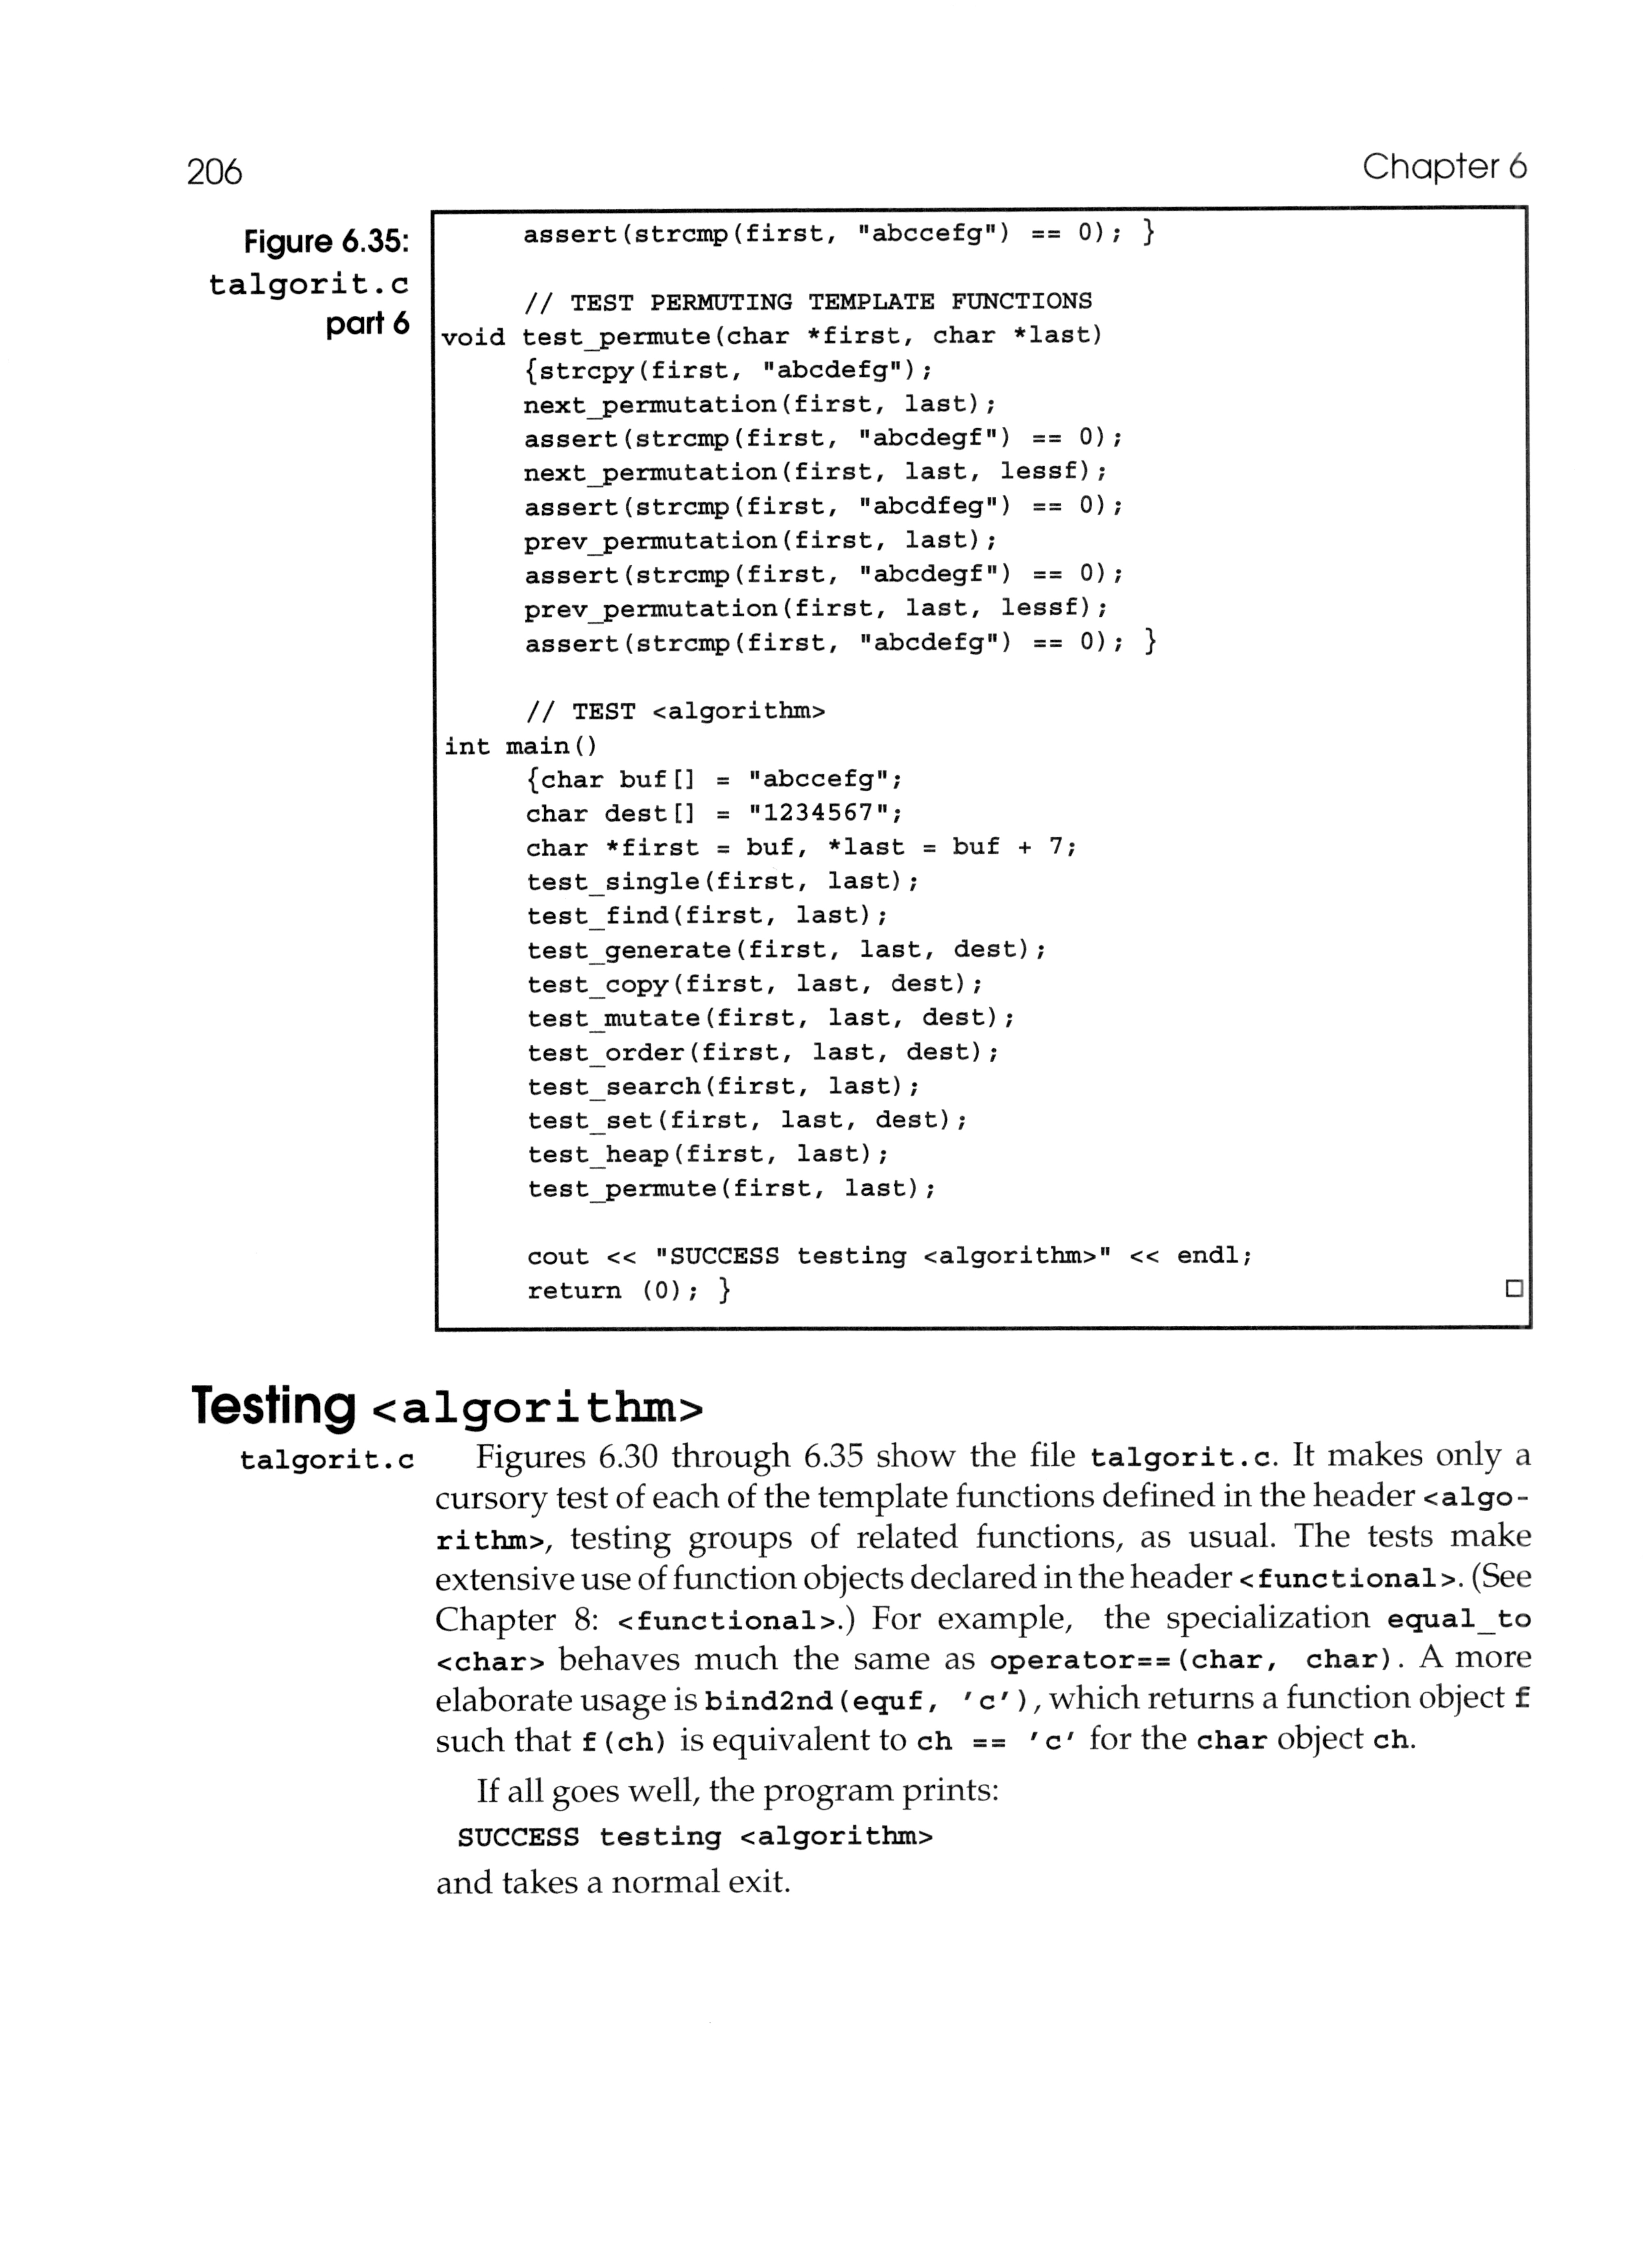 206
Chapter 6
Figure 6.35:
talgorit.c
part 6
assert(strcmp(first, "abccefg") == 0); }
// TEST PERMUTING TEMPLATE FUNCTIONS
void test_permute(char *first, char *last)
{strcpy(first, "abcdefg");
next_permutation(first, last);
assert(strcmp(first, "abcdegf") == 0);
next_permutation(first, last, lessf);
assert(strcmp(first, "abcdfeg") == 0);
prev_permutation(first, last);
assert(strcmp(first, "abcdegf") == 0);
prev_permutation(first, last, lessf);
assert(strcmp(first, "abcdefg") == 0); }
// TEST <algorithm>
int main()
{char buf[] = "abccefg";
char dest[] = "1234567";
char *first = buf, *last = buf + 7;
test_single(first, last);
test_find(first, last);
test_generate(first, last, dest);
test_copy(first, last, dest);
test_mutate(first, last, dest);
test_order(first, last, dest);
test_search(first, last);
test_set(first, last, dest);
test_heap(first, last);
test_permute(first, last);
cout << "SUCCESS testing <algorithm>" << endl;
return (0); }
□
Testing <algorithm>
talgorit.c
Figures 6.30 through 6.35 show the file talgorit.c. It makes only a
cursory test of each of the template functions defined in the header <algo-
rithm>, testing groups of related functions, as usual. The tests make
extensive use of function objects declared in the header <functional>. (See
Chapter 8: <functional>.) For example, the specialization equal_to
<char> behaves much the same as operator==(char, char). A more
elaborate usage is bind2nd(equf, 'c'), which returns a function object f
such that f(ch) is equivalent to ch == 'c' for the char object ch.
If all goes well, the program prints:
SUCCESS testing <algorithm>
and takes a normal exit.